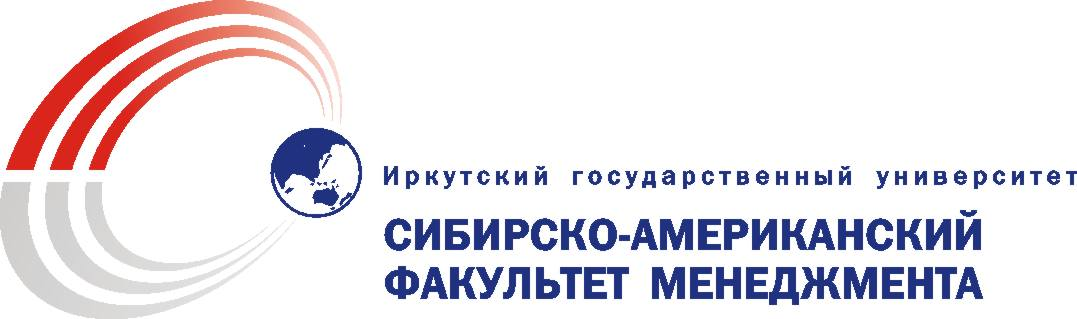 Иркутский государственный университет
СИБИРСКО-АМЕРИКАНСКИЙ
ФАКУЛЬТЕТ МЕНЕДЖМЕНТА